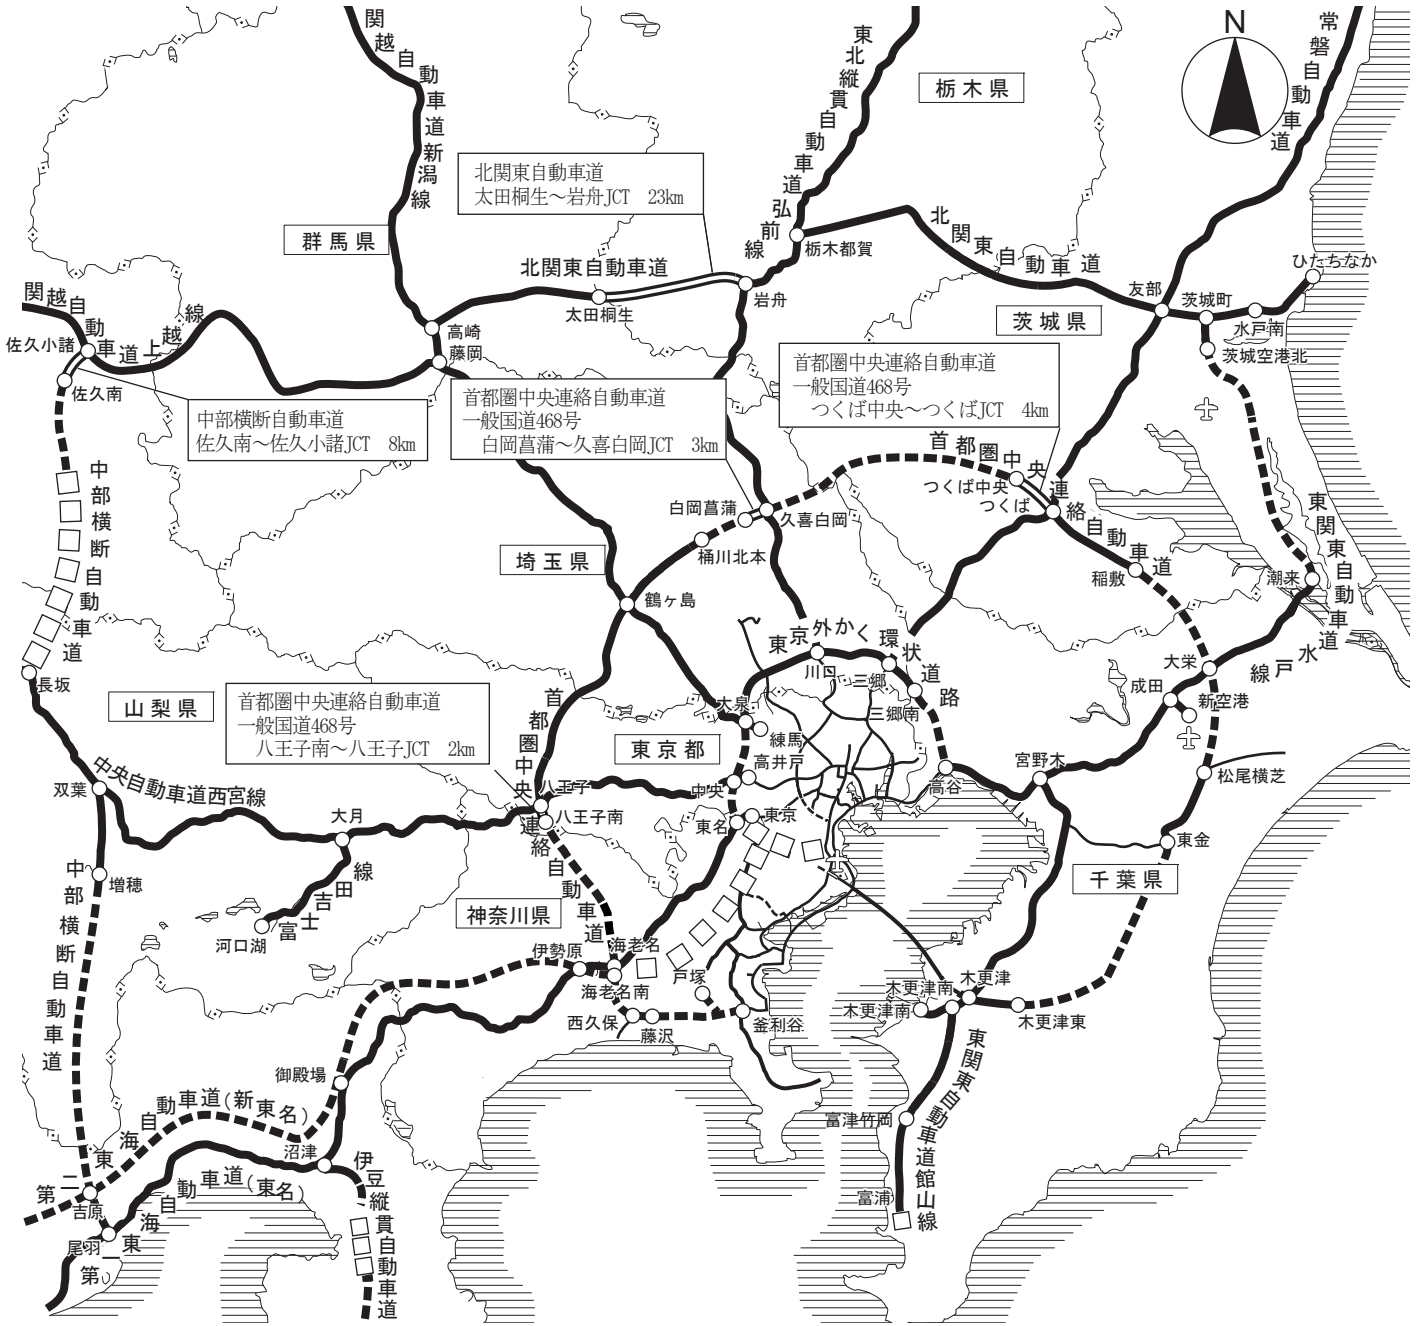 関越自動車道新潟線
東北縦貫自動車道弘前線
栃木県
N
常磐自動車道
北関東自動車道
太田桐生～岩舟JCT 23km
群馬県
北関東自動車道
栃木都賀
北関東自動車道
ひたちなか
関越自動車道上越線
太田桐生
岩舟
友部
茨城町
水戸南
茨城県
茨城空港北
佐久小諸
高崎
藤岡
佐久南
中部横断自動車道
佐久南～佐久小諸JCT 8km
首都圏中央連絡自動車道
一般国道468号
白岡菖蒲～久喜白岡JCT 3km
首都圏中央連絡自動車道
一般国道468号
つくば中央～つくばJCT 4km
首都圏中央連絡自動車道
つくば中央
つくば
中部横断自動車道
白岡菖蒲
久喜白岡
桶川北本
埼玉県
稲敷
潮来
東関東自動車道水戸線
鶴ヶ島
東京外かく環状道路
川口
三郷
三郷南
大栄
成田
新空港
長坂
山梨県
首都圏中央連絡自動車道
一般国道468号
八王子南～八王子JCT 2km
首都圏中央連絡自動車道
大泉
練馬
東京都
高井戸
中央
高谷
宮野木
松尾横芝
双葉
中央自動車道西宮線
大月
八王子
八王子南
東名
東京
東金
千葉県
中部横断自動車道
増穂
富士吉田線
河口湖
神奈川県
伊勢原
海老名
海老名南
戸塚
西久保
藤沢
釜利谷
木更津
木更津南
木更津南
木更津東
東関東自動車道館山線
御殿場
第二東海自動車道(新東名)
沼津
伊豆縦貫自動車道
富津竹岡
富浦
吉原
尾羽
第一東海自動車道(東名)